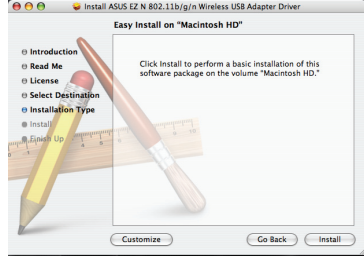 Install ASUS EZ N 802.11b/g/n Wireless USB Adapter Driver
Easy Install on "Macintosh HD"
Introduction
Read Me
License
Select Destination
Installation Type
Install
Finish Up
Click Install to perform a basic installation of this
software package on the volume "Macintosh HD."
Customize
Go Back
Install